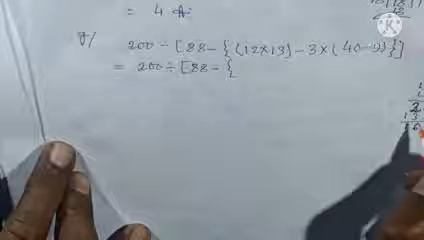 = 4 A.
200 ÷ [88 - {(12×13) - 3×(40-9)}]
= 200 ÷ [88 - {